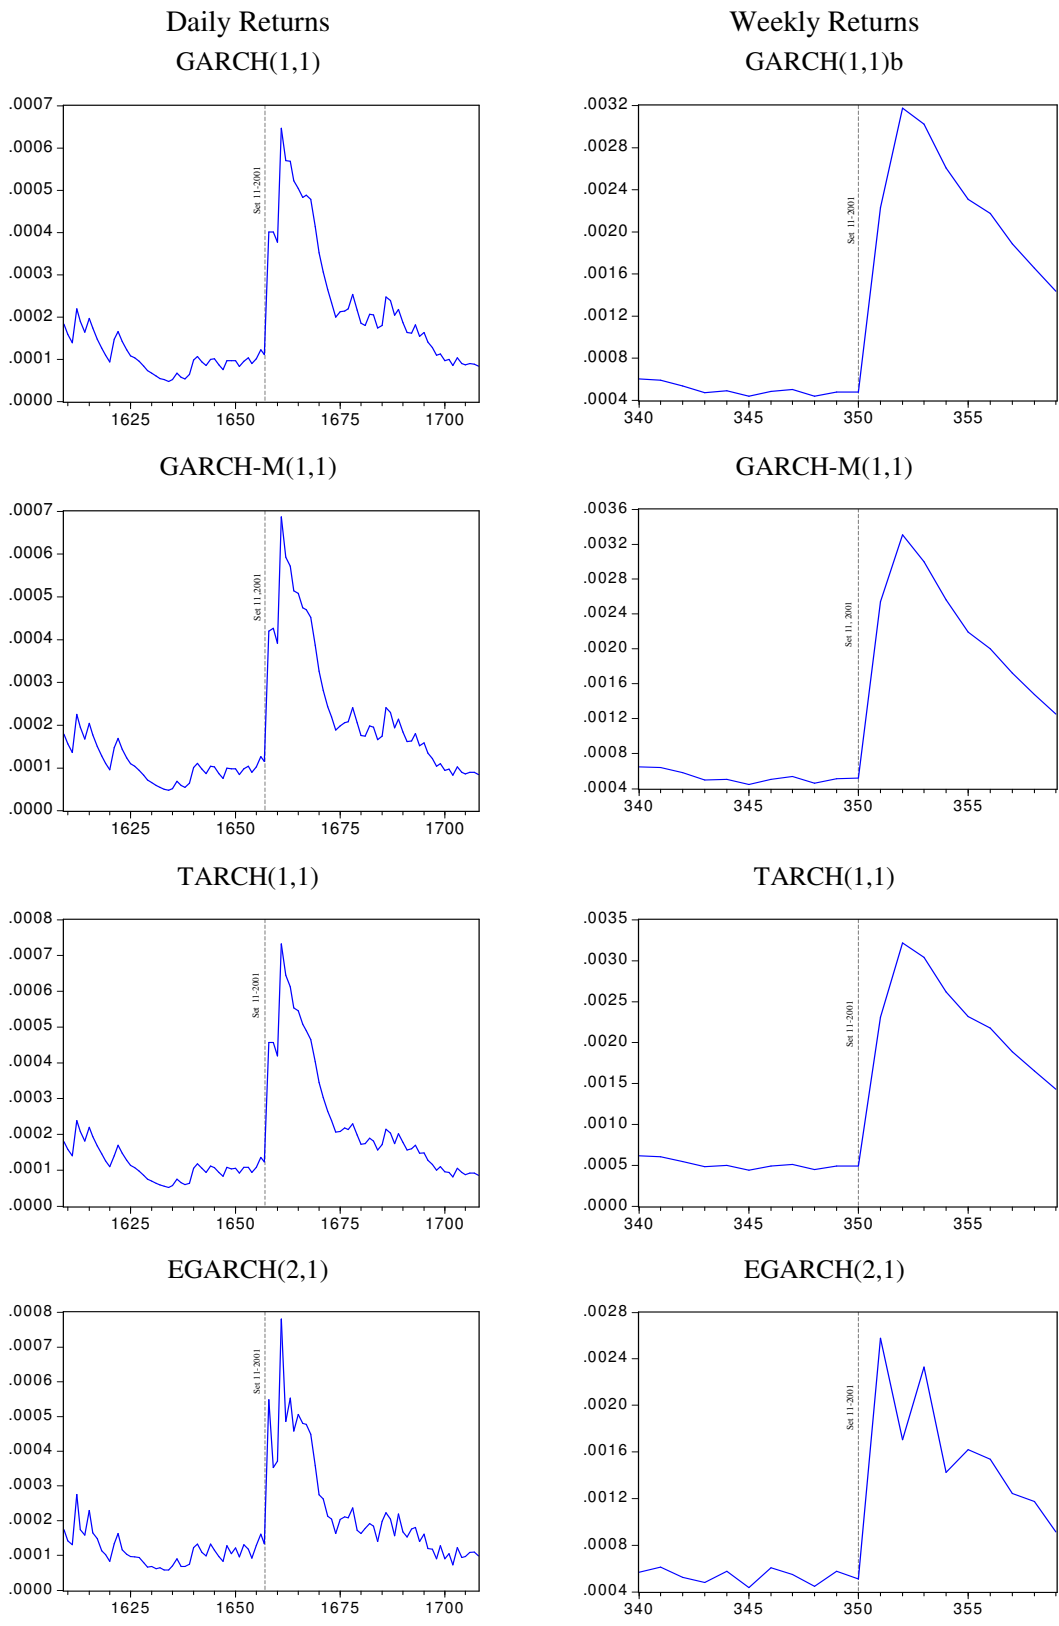 Daily Returns
Weekly Returns
GARCH(1,1)
GARCH(1,1)b
.0007
.0006
.0005
.0004
.0003
.0002
.0001
.0000
Set 11-2001
1625 1650 1675 1700
.0032
.0028
.0024
.0020
.0016
.0012
.0008
.0004
Set 11-2001
340 345 350 355
GARCH-M(1,1)
GARCH-M(1,1)
.0007
.0006
.0005
.0004
.0003
.0002
.0001
.0000
Set 11,2001
1625 1650 1675 1700
.0036
.0032
.0028
.0024
.0020
.0016
.0012
.0008
.0004
Set 11, 2001
340 345 350 355
TARCH(1,1)
TARCH(1,1)
.0008
.0007
.0006
.0005
.0004
.0003
.0002
.0001
.0000
Set 11-2001
1625 1650 1675 1700
.0035
.0030
.0025
.0020
.0015
.0010
.0005
.0000
Set 11-2001
340 345 350 355
EGARCH(2,1)
EGARCH(2,1)
.0008
.0007
.0006
.0005
.0004
.0003
.0002
.0001
.0000
Set 11-2001
1625 1650 1675 1700
.0028
.0024
.0020
.0016
.0012
.0008
.0004
Set 11-2001
340 345 350 355